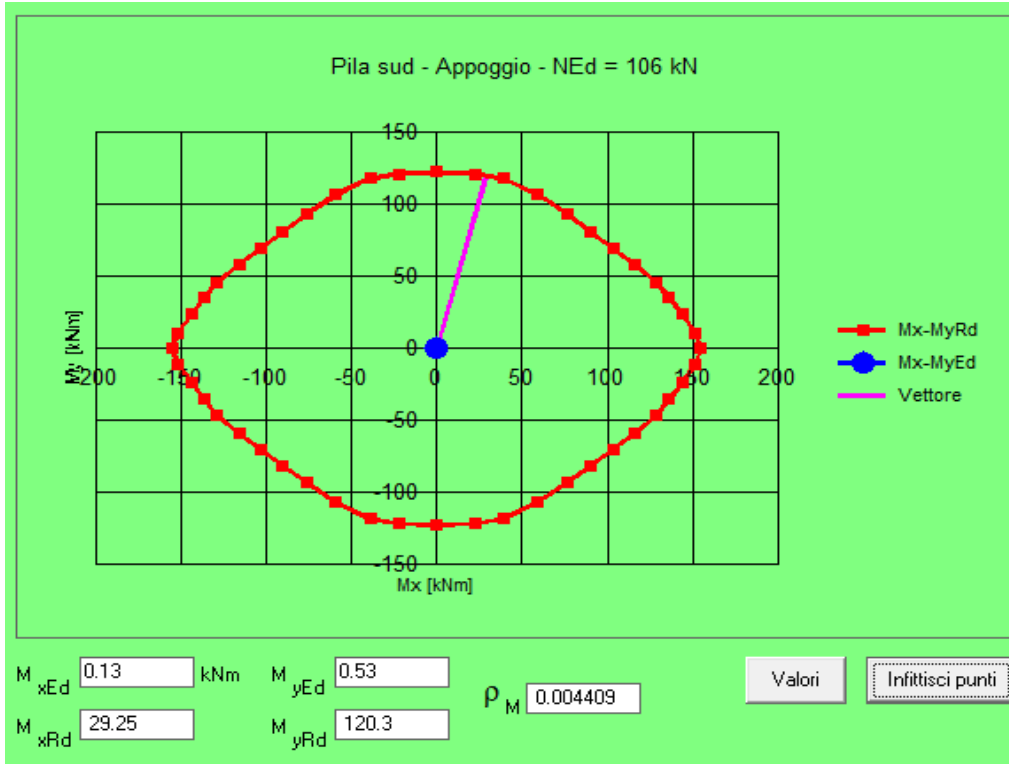 Pila sud - Appoggio - NEd = 106 kN
150
100
50
0
-200 -150 -100 -50 0 50 100 150 200
-50
-100
-150
My [kNm]
Mx [kNm]
Mx-MyRd
Mx-MyEd
Vettore
M xEd 0.13 kNm M yEd 0.53
ρ M 0.004409
Valori
Infittisci punti
M xRd 29.25 M yRd 120.3